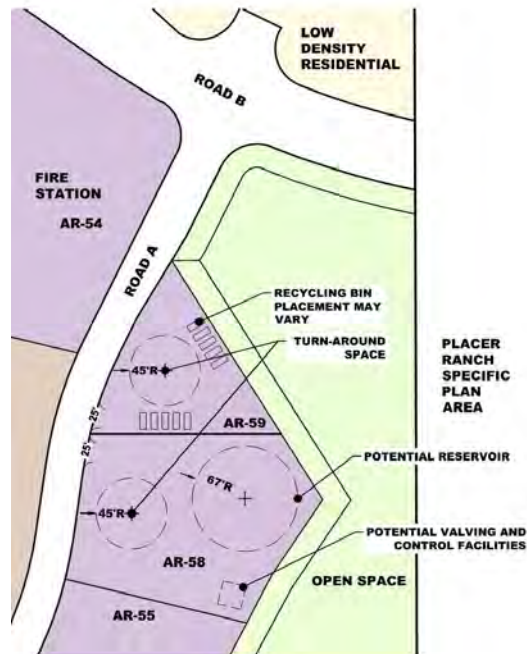 LOW
DENSITY
RESIDENTIAL
ROAD B
FIRE
STATION
AR-54
ROAD A
RECYCLING BIN
PLACEMENT MAY
VARY
TURN-AROUND
SPACE
PLACER
RANCH
SPECIFIC
PLAN
AREA
45'R
25'
AR-59
25'
POTENTIAL RESERVOIR
67'R
45'R
POTENTIAL VALVING AND
CONTROL FACILITIES
AR-58
OPEN SPACE
AR-55